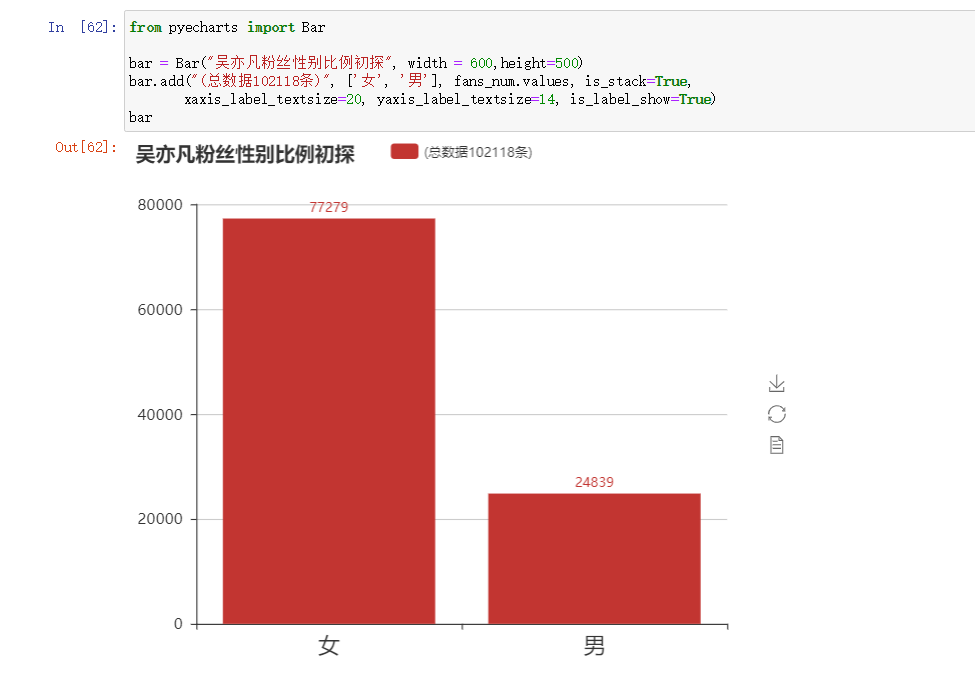 In [62]: from pyecharts import Bar
bar = Bar("吴亦凡粉丝性别比例初探", width = 600,height=500)
bar.add("(总数据102118条)", ['女', '男'], fans_num.values, is_stack=True,
xaxis_label_textsize=20, yaxis_label_textsize=14, is_label_show=True)
bar
Out[62]: 吴亦凡粉丝性别比例初探 (总数据102118条)
80000
77279
60000
40000
24839
20000
0
女 男